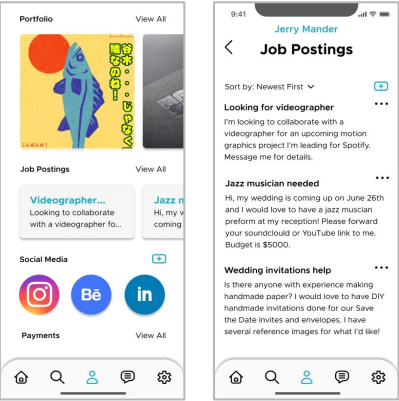 Portfolio
View All
Job Postings
View All
Videographer...
Looking to collaborate
with a videographer fo...
Jazz n
Hi, my w
coming
Social Media
Bē
in
Payments
View All
9:41
Jerry Mander
Job Postings
Sort by: Newest First
Looking for videographer
I'm looking to collaborate with a
videographer for an upcoming motion
graphics project I'm leading for Spotify.
Message me for details.
Jazz musician needed
Hi, my wedding is coming up on June 26th
and I would love to have a jazz muscian
preform at my reception! Please forward
your soundclould or YouTube link to me.
Budget is $5000.
Wedding invitations help
Is there anyone with experience making
handmade paper? I would love to have DIY
handmade invitations done for our Save
the Date invites and envelopes. I have
several reference images for what I'd like!